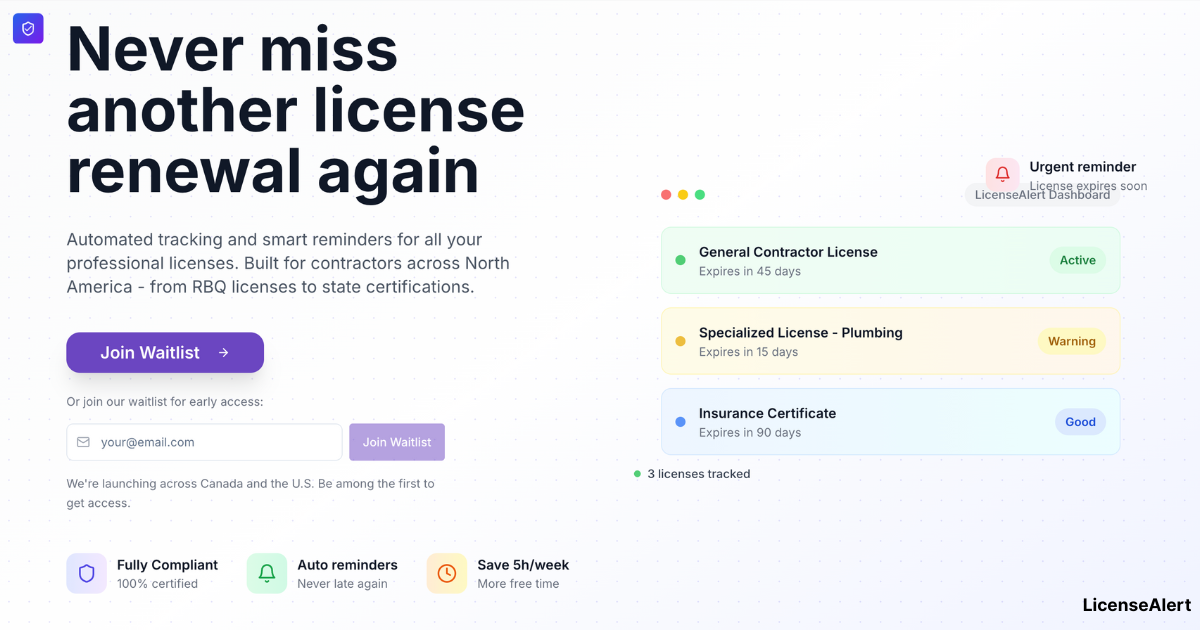 Never miss
another license
renewal again
Automated tracking and smart reminders for all your
professional licenses. Built for contractors across North
America - from RBQ licenses to state certifications.
Join Waitlist
Or join our waitlist for early access:
your@email.com
Join Waitlist
We're launching across Canada and the U.S. Be among the first to
get access.
Fully Compliant
100% certified
Auto reminders
Never late again
Save 5h/week
More free time
Urgent reminder
License expires soon
LicenseAlert Dashboard
General Contractor License
Expires in 45 days
Active
Specialized License - Plumbing
Expires in 15 days
Warning
Insurance Certificate
Expires in 90 days
Good
3 licenses tracked
LicenseAlert